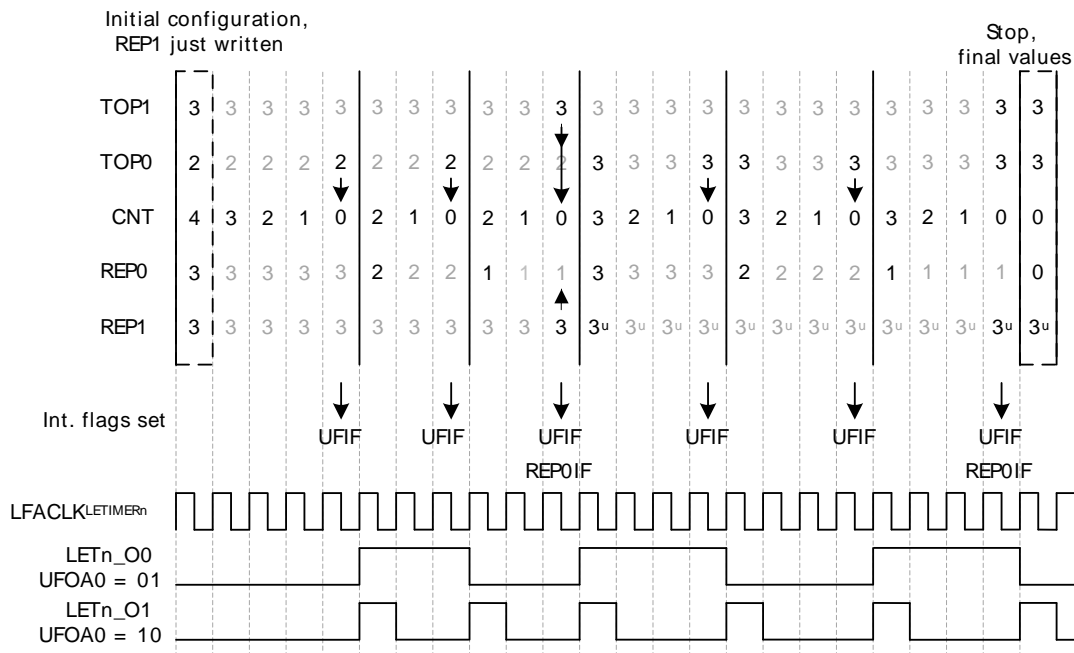 Initial configuration,
REP1 just written
Stop,
final values
TOP1 3 3 3 3 3 3 3 3 3 3 3 3 3 3 3 3 3 3 3 3 3 3 3 3
TOP0 2 2 2 2 2 2 2 2 2 2 2 3 3 3 3 3 3 3 3 3 3 3 3 3
CNT 4 3 2 1 0 2 1 0 2 1 0 3 2 1 0 3 2 1 0 3 2 1 0 0
REP0 3 3 3 3 3 2 2 2 1 1 1 3 3 3 3 2 2 2 2 1 1 1 1 0
REP1 3 3 3 3 3 3 3 3 3 3 3 3u 3u 3u 3u 3u 3u 3u 3u 3u 3u 3u 3u 3u
Int. flags set
UFIF UFIF UFIF UFIF UFIF UFIF
REP0IF REP0IF
LFACLKLETIMERn
LETn_O0
UFOA0 = 01
LETn_O1
UFOA0 = 10